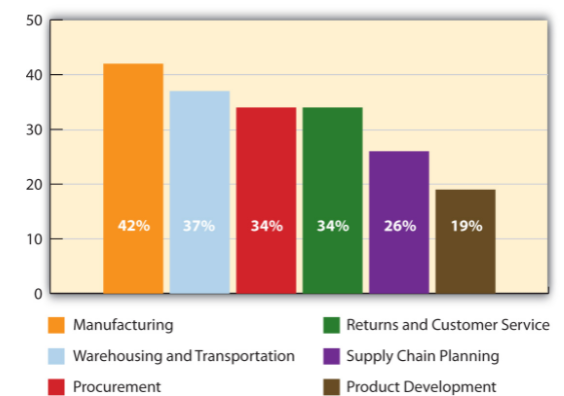 50
40
30
20
10
0
42% 37% 34% 34% 26% 19%
Manufacturing
Warehousing and Transportation
Procurement
Returns and Customer Service
Supply Chain Planning
Product Development